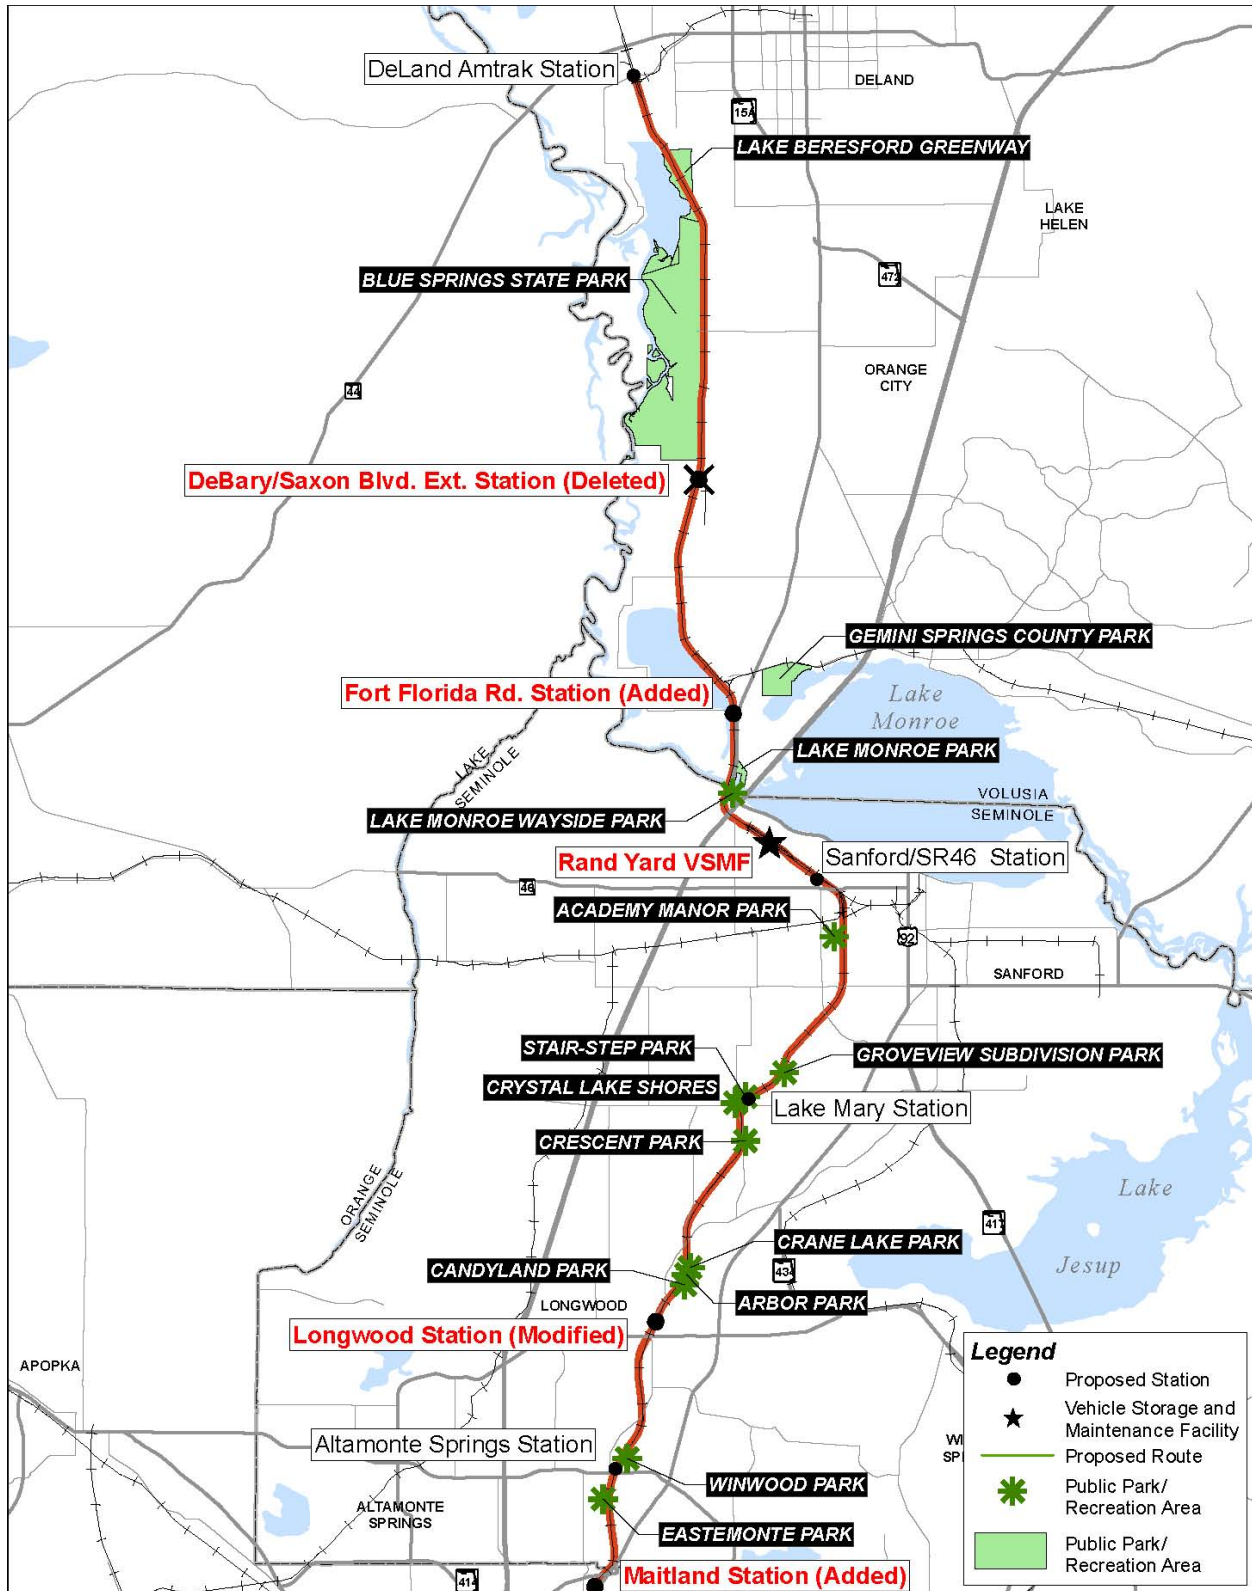 DeLand Amtrak Station
DELAND
15A
LAKE BERESFORD GREENWAY
LAKE
HELEN
BLUE SPRINGS STATE PARK
472
ORANGE
CITY
44
DeBary/Saxon Blvd. Ext. Station (Deleted)
GEMINI SPRINGS COUNTY PARK
Fort Florida Rd. Station (Added)
Lake
Monroe
LAKE MONROE PARK
LAKE
SEMINOLE
VOLUSIA
SEMINOLE
LAKE MONROE WAYSIDE PARK
Rand Yard VSMF
Sanford/SR46 Station
46
ACADEMY MANOR PARK
92
SANFORD
STAIR-STEP PARK
GROVEVIEW SUBDIVISION PARK
CRYSTAL LAKE SHORES
Lake Mary Station
CRESCENT PARK
ORANGE
SEMINOLE
Lake
Jesup
417
CRANE LAKE PARK
CANDYLAND PARK
434
ARBOR PARK
LONGWOOD
Longwood Station (Modified)
APOPKA
Altamonte Springs Station
WINWOOD PARK
ALTAMONTE
SPRINGS
EASTEMONTE PARK
414
Maitland Station (Added)
WI
SP
Legend
Proposed Station
Vehicle Storage and
Maintenance Facility
Proposed Route
Public Park/
Recreation Area
Public Park/
Recreation Area